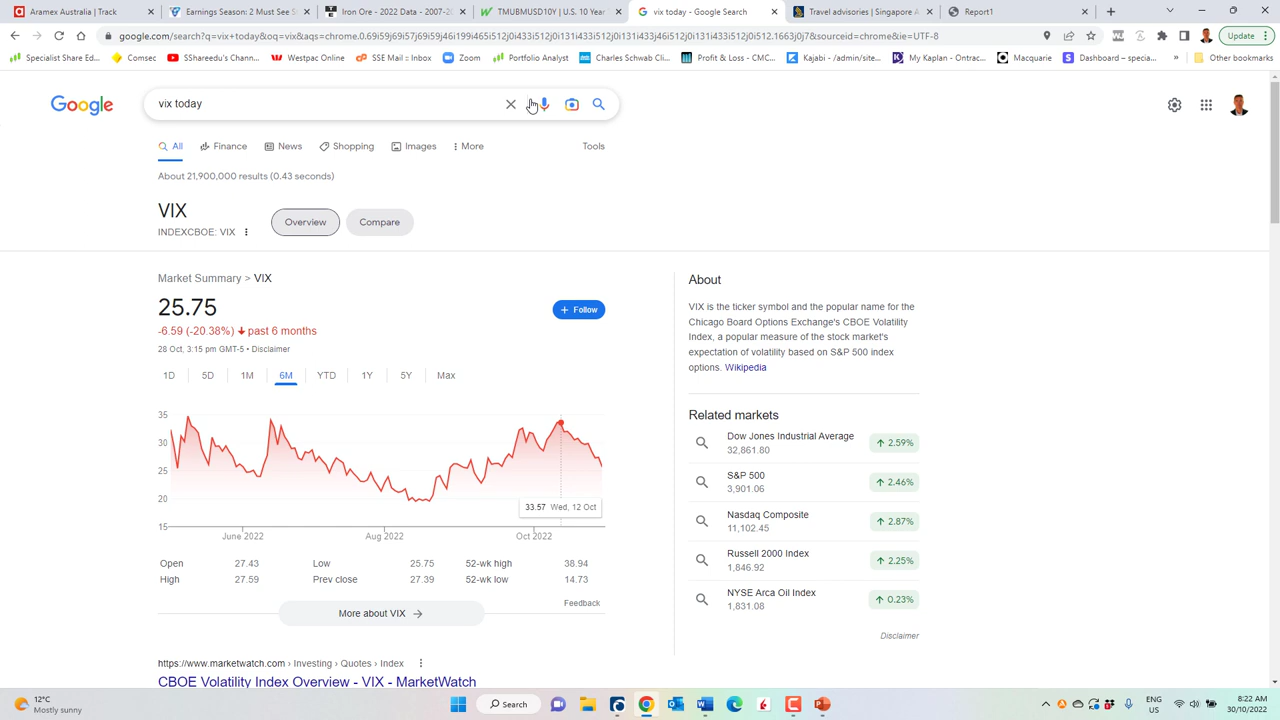 Aramex Australia | Track
Earnings Season: 2 Must See S
Iron Ore - 2022 Data - 2007-20
TMUBMUSD10Y | U.S. 10 Year
vix today - Google Search
Travel advisories | Singapore A
Report1
google.com/search?q=vix+today&oq=vix&aqs=chrome.0.69i59j69i57j69i59j46i512j0i433i512j0i131i433j46i512j0i131i433i512j0i512.1663j0j7&sourceid=chrome&ie=UTF-8
Update
Specialist Share Ed...
Comsec
SShareedu's Chann...
Westpac Online
SSE Mail :: Inbox
Zoom
Portfolio Analyst
Charles Schwab Cli...
Profit & Loss - CMC...
Kajabi - /admin/site...
My Kaplan - Ontrac...
Macquarie
Dashboard – specia...
»
Other bookmarks
Google
vix today
All
Finance
News
Shopping
Images
More
Tools
About 21,900,000 results (0.43 seconds)
VIX
INDEXCBOE: VIX
Overview
Compare
Market Summary > VIX
25.75
-6.59 (-20.38%) ↓ past 6 months
28 Oct, 3:15 pm GMT-5 • Disclaimer
+ Follow
1D
5D
1M
6M
YTD
1Y
5Y
Max
35
30
25
20
15
33.57 Wed, 12 Oct
June 2022
Aug 2022
Oct 2022
Open 27.43
Low 25.75
52-wk high 38.94
High 27.59
Prev close 27.39
52-wk low 14.73
Feedback
More about VIX →
https://www.marketwatch.com › Investing › Quotes › Index
CBOE Volatility Index Overview - VIX - MarketWatch
About
VIX is the ticker symbol and the popular name for the
Chicago Board Options Exchange's CBOE Volatility
Index, a popular measure of the stock market's
expectation of volatility based on S&P 500 index
options. Wikipedia
Related markets
Dow Jones Industrial Average
32,861.80
↑ 2.59%
S&P 500
3,901.06
↑ 2.46%
Nasdaq Composite
11,102.45
↑ 2.87%
Russell 2000 Index
1,846.92
↑ 2.25%
NYSE Arca Oil Index
1,831.08
↑ 0.23%
Disclaimer
12°C
Mostly sunny
Search
ENG
US
8:22 AM
30/10/2022